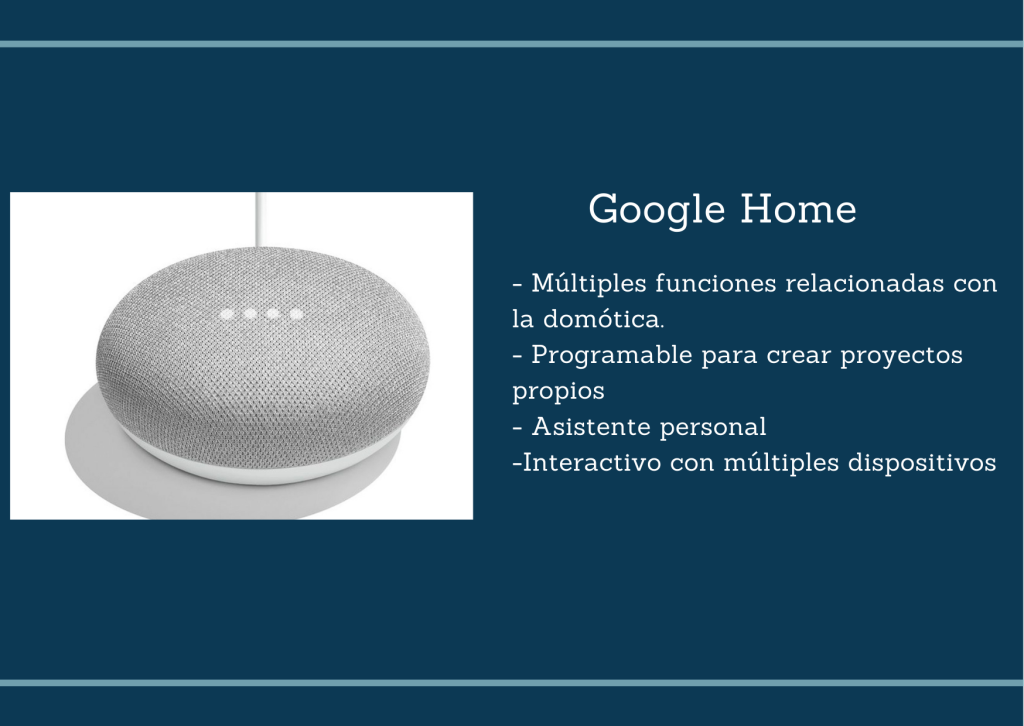 Google Home
- Múltiples funciones relacionadas con
la domótica.
- Programable para crear proyectos
propios
- Asistente personal
-Interactivo con múltiples dispositivos